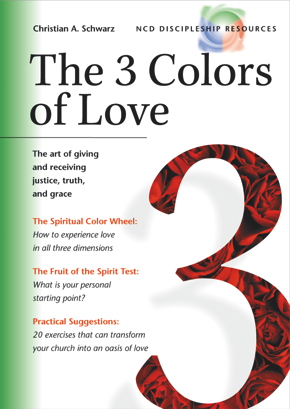 Christian A. Schwarz
NCD DISCIPLESHIP RESOURCES
The 3 Colors
of Love
The art of giving
and receiving
justice, truth,
and grace
The Spiritual Color Wheel:
How to experience love
in all three dimensions
The Fruit of the Spirit Test:
What is your personal
starting point?
Practical Suggestions:
20 exercises that can transform
your church into an oasis of love
3